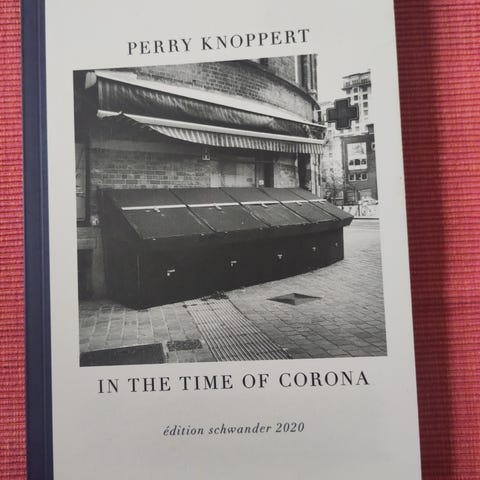 PERRY KNOPPERT
IN THE TIME OF CORONA
édition schwander 2020